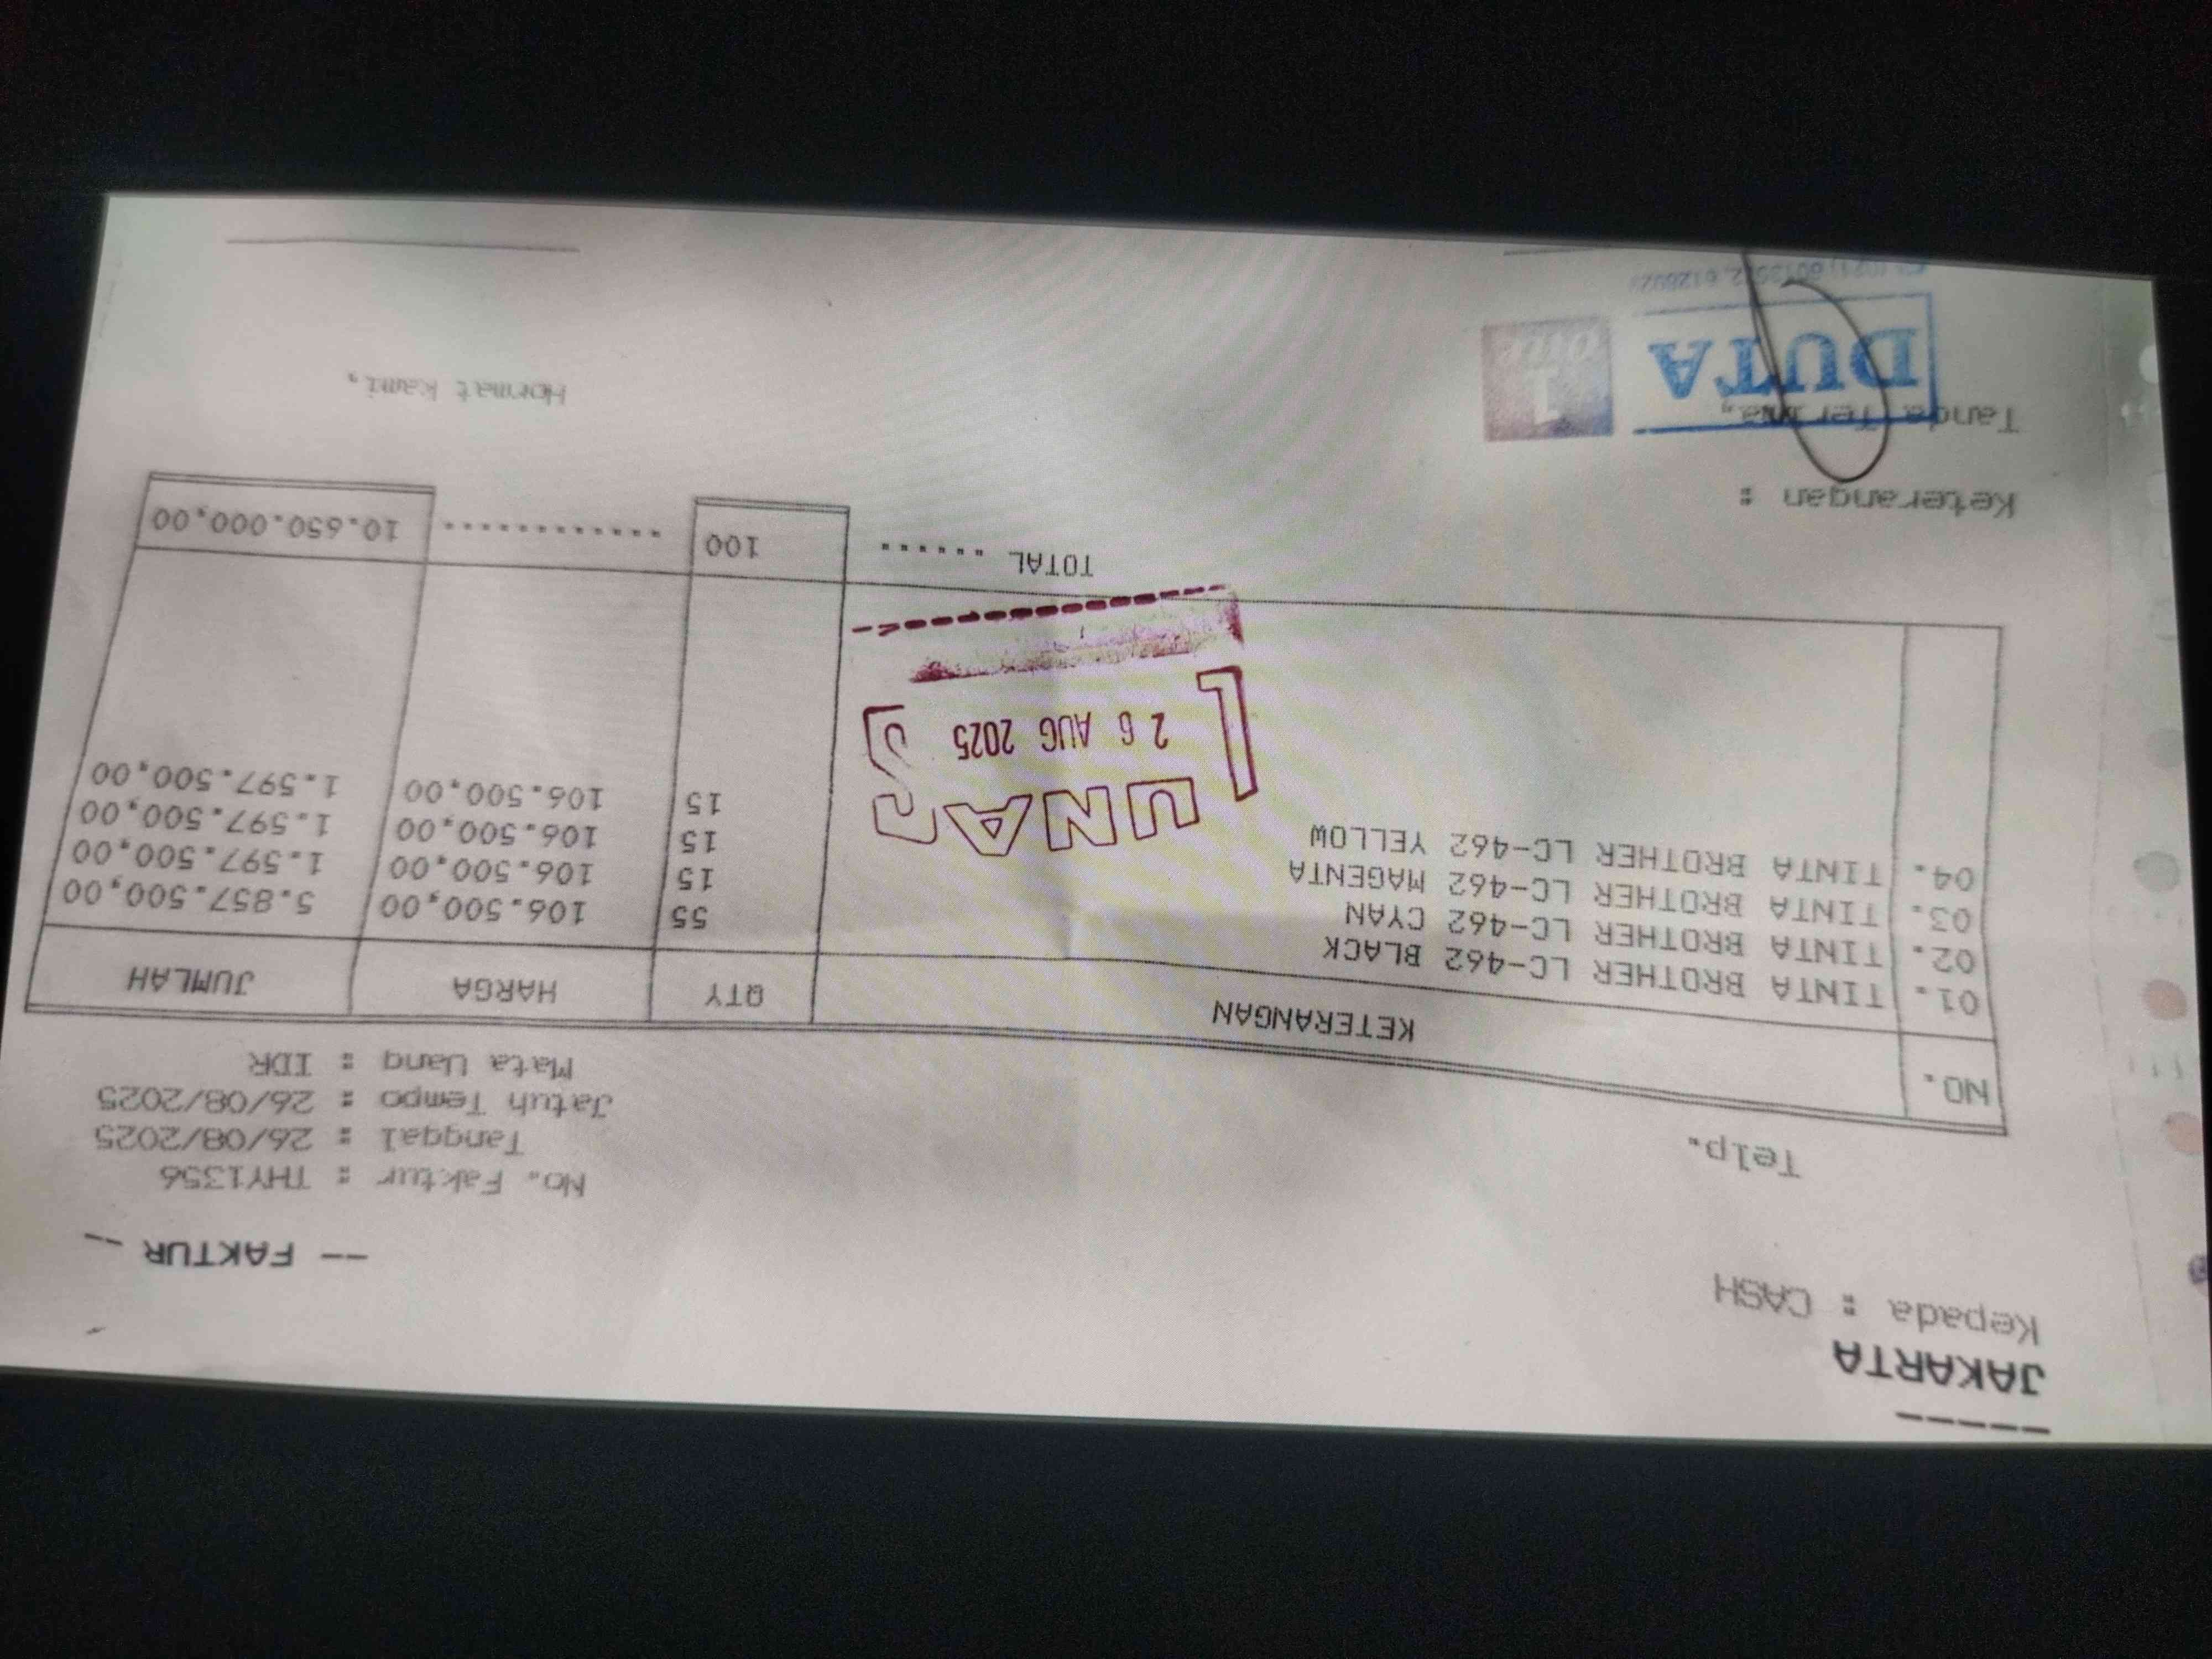 -----
JAKARTA
Kepada : CASH
-- FAKTUR --
Telp.
No. Faktur : THY1356
Tanggal : 26/08/2025
Jatuh Tempo : 26/08/2025
Mata Uang : IDR
NO. KETERANGAN QTY HARGA JUMLAH
01. TINTA BROTHER LC-462 BLACK 55 106.500,00 5.857.500,00
02. TINTA BROTHER LC-462 CYAN 15 106.500,00 1.597.500,00
03. TINTA BROTHER LC-462 MAGENTA 15 106.500,00 1.597.500,00
04. TINTA BROTHER LC-462 YELLOW 15 106.500,00 1.597.500,00
LUNAS
26 AUG 2025
TOTAL ...... 100 ............. 10.650.000,00
Keterangan :
Tanda Terima,
Hormat Kami,
DUTA
1
one